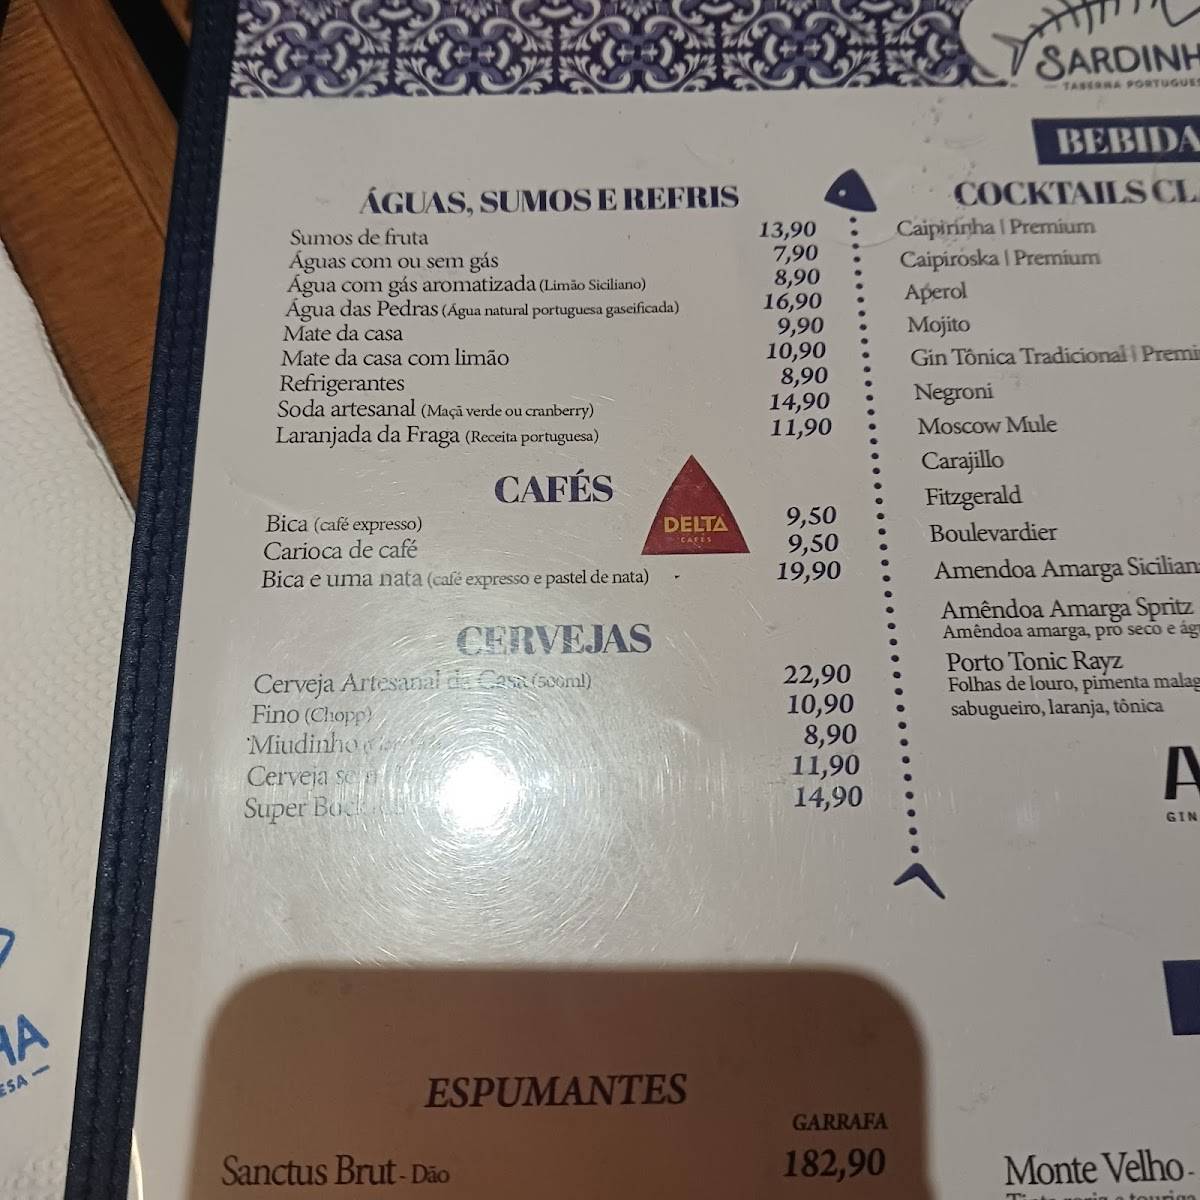 SARDINH
TABERNA PORTUGUES
BEBIDA
ÁGUAS, SUMOS E REFRIS
Sumos de fruta 13,90
Águas com ou sem gás 7,90
Água com gás aromatizada (Limão Siciliano) 8,90
Água das Pedras (Água natural portuguesa gaseificada) 16,90
Mate da casa 9,90
Mate da casa com limão 10,90
Refrigerantes 8,90
Soda artesanal (Maçã verde ou cranberry) 14,90
Laranjada da Fraga (Receita portuguesa) 11,90
CAFÉS
DELTA
CAFÉS
Bica (café expresso) 9,50
Carioca de café 9,50
Bica e uma nata (café expresso e pastel de nata) 19,90
CERVEJAS
Cerveja Artesanal da Casa (500ml) 22,90
Fino (Chopp) 10,90
Miudinho 8,90
Cerveja 11,90
Super 14,90
COCKTAILS CL
Caipirinha | Premium
Caipiroska | Premium
Aperol
Mojito
Gin Tônica Tradicional | Premi
Negroni
Moscow Mule
Carajillo
Fitzgerald
Boulevardier
Amendoa Amarga Sicilian
Amêndoa Amarga Spritz
Amêndoa amarga, pro seco e ág
Porto Tonic Rayz
Folhas de louro, pimenta malag
sabugueiro, laranja, tônica
GIN
ESPUMANTES
GARRAFA
Sanctus Brut - Dão 182,90
Monte Velho -
HA
ESA